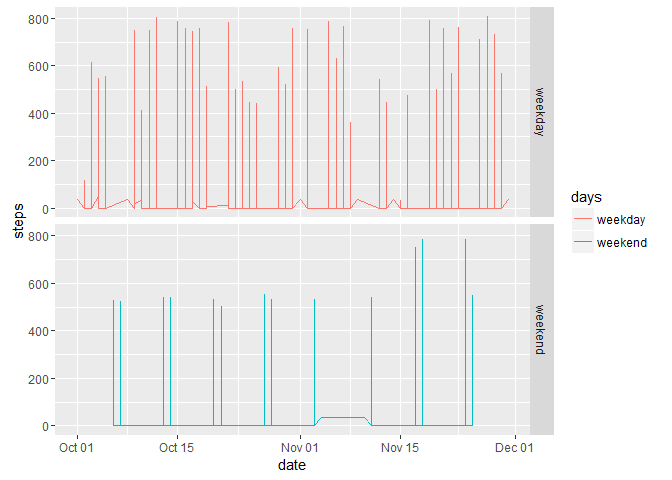 800
600
400
200
0
weekday
steps
800
600
400
200
0
weekend
Oct 01 Oct 15 Nov 01 Nov 15 Dec 01
date
days
weekday
weekend